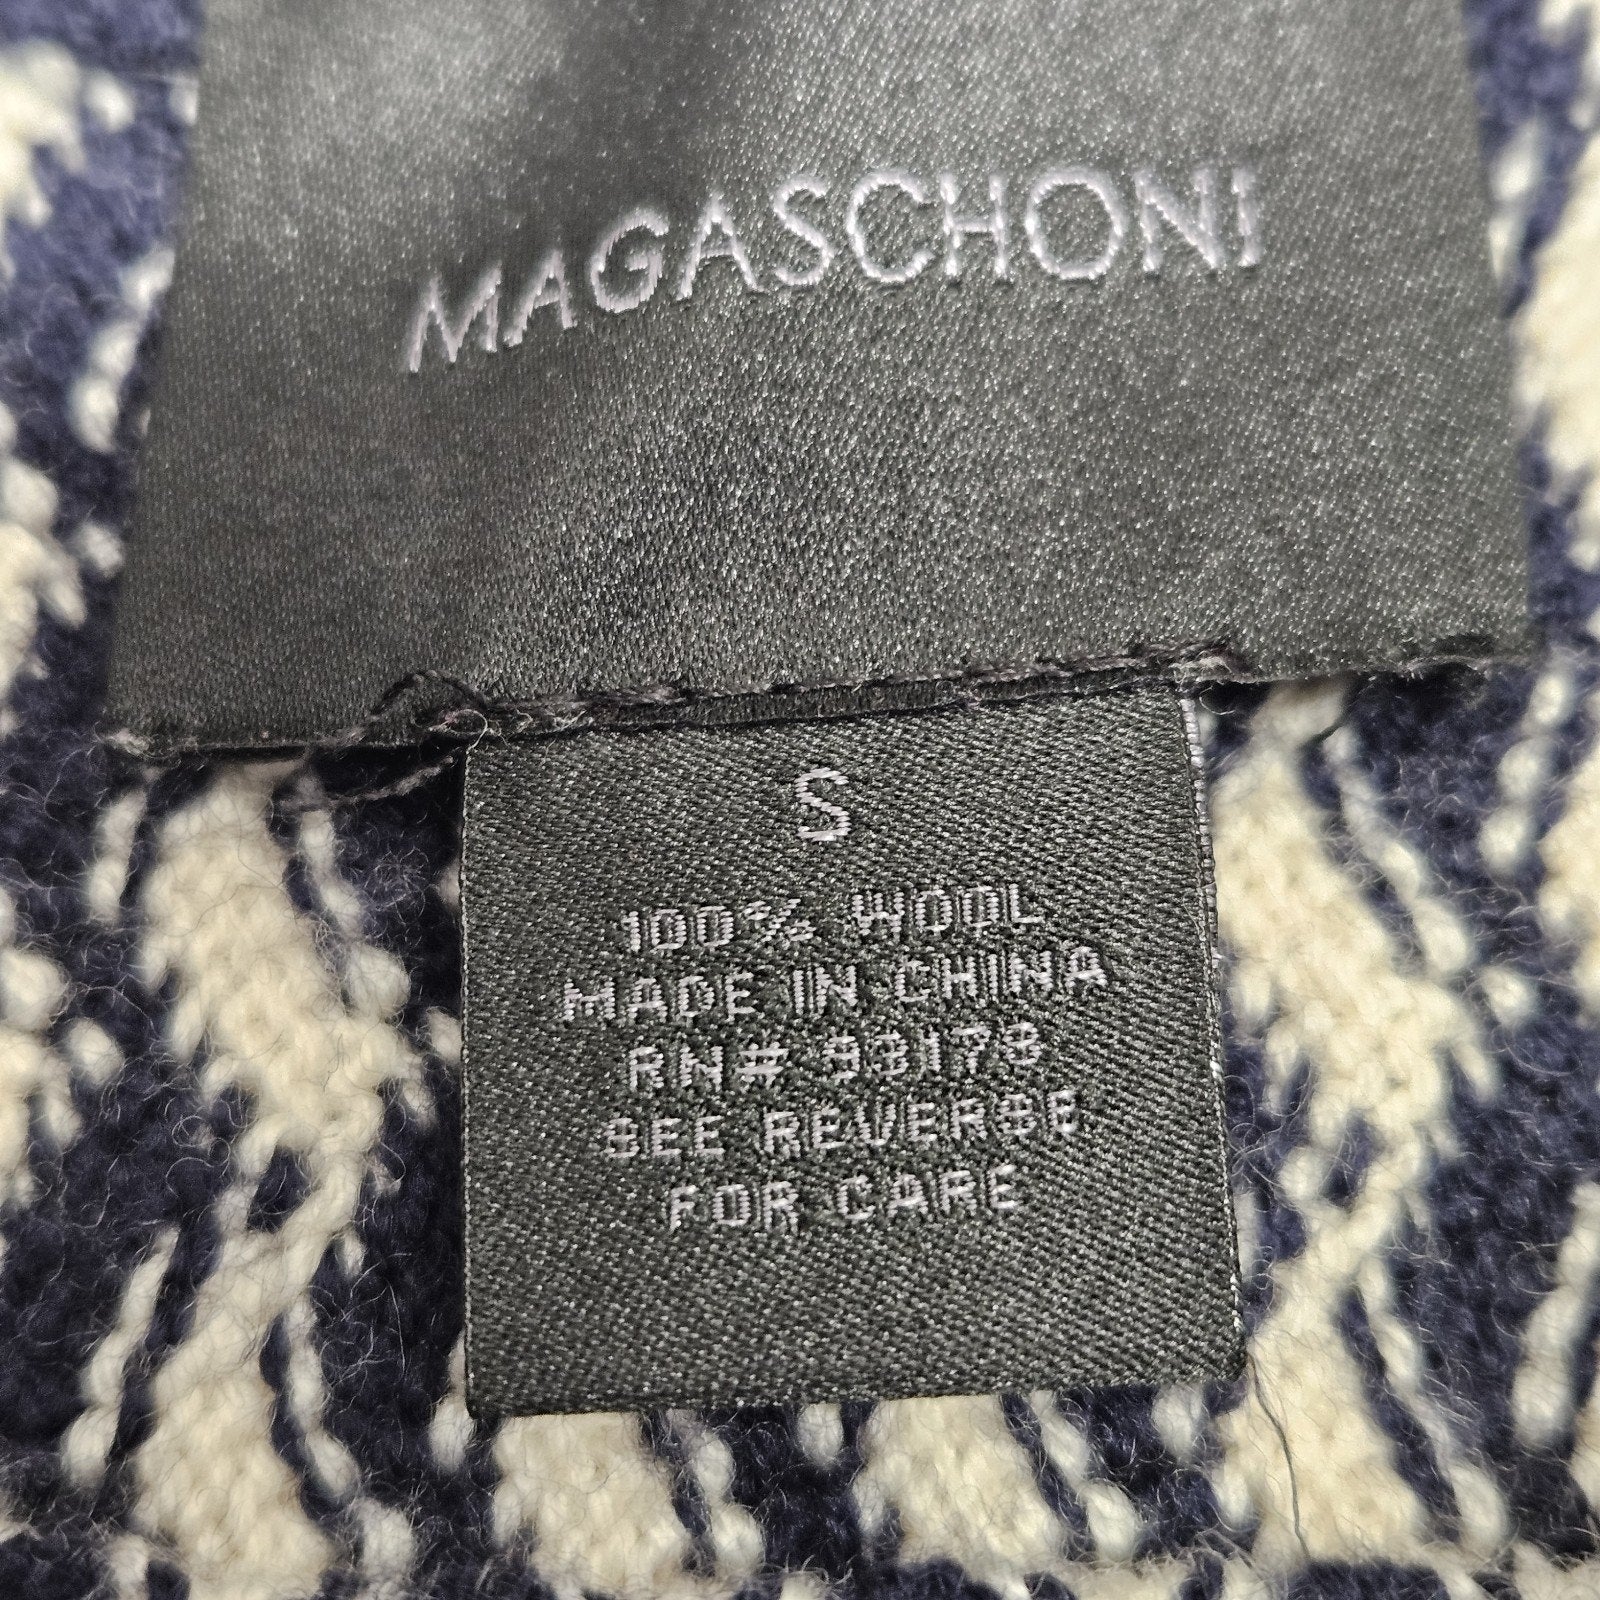 MAGASCHONI
S
100% WOOL
MADE IN CHINA
RN# 93173
SEE REVERSE
FOR CARE